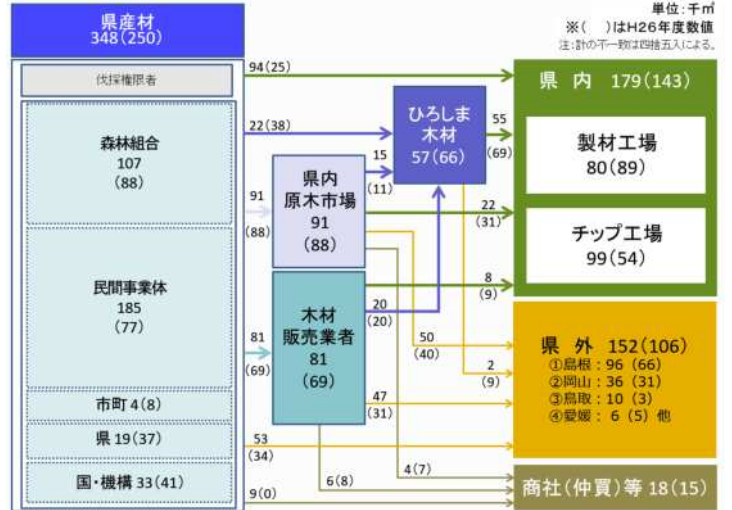 単位:千㎥
※( )はH26年度数値
注:計の不一致は四捨五入による。
県産材
348(250)
伐採権限者
森林組合
107
(88)
民間事業体
185
(77)
市町 4(8)
県 19(37)
国・機構 33(41)
94(25)
22(38)
91
(88)
81
(69)
53
(34)
9(0)
県内
原木市場
91
(88)
木材
販売業者
81
(69)
15
(11)
20
(20)
ひろしま
木材
57(66)
55
(69)
22
(31)
8
(9)
50
(40)
2
(9)
47
(31)
4(7)
6(8)
県 内 179(143)
製材工場
80(89)
チップ工場
99(54)
県 外 152(106)
①島根:96 (66)
②岡山:36 (31)
③鳥取:10 (3)
④愛媛: 6 (5) 他
商社(仲買)等 18(15)